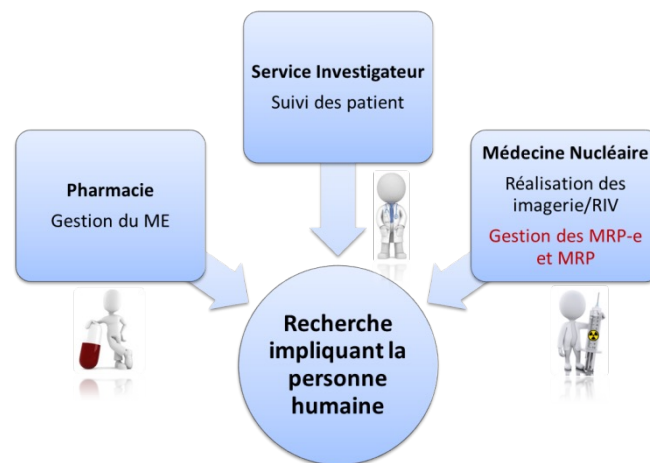 Service Investigateur
Suivi des patient
Pharmacie
Gestion du ME
Médecine Nucléaire
Réalisation des
imagerie/RIV
Gestion des MRP-e
et MRP
Recherche
impliquant la
personne
humaine